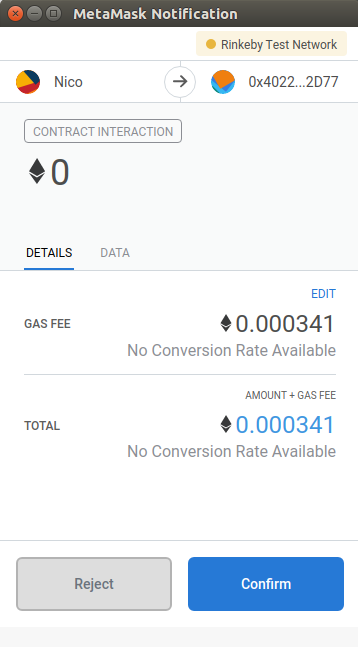 MetaMask Notification
Rinkeby Test Network
Nico
0x4022...2D77
CONTRACT INTERACTION
0
DETAILS DATA
EDIT
GAS FEE 0.000341
No Conversion Rate Available
AMOUNT + GAS FEE
TOTAL 0.000341
No Conversion Rate Available
Reject Confirm